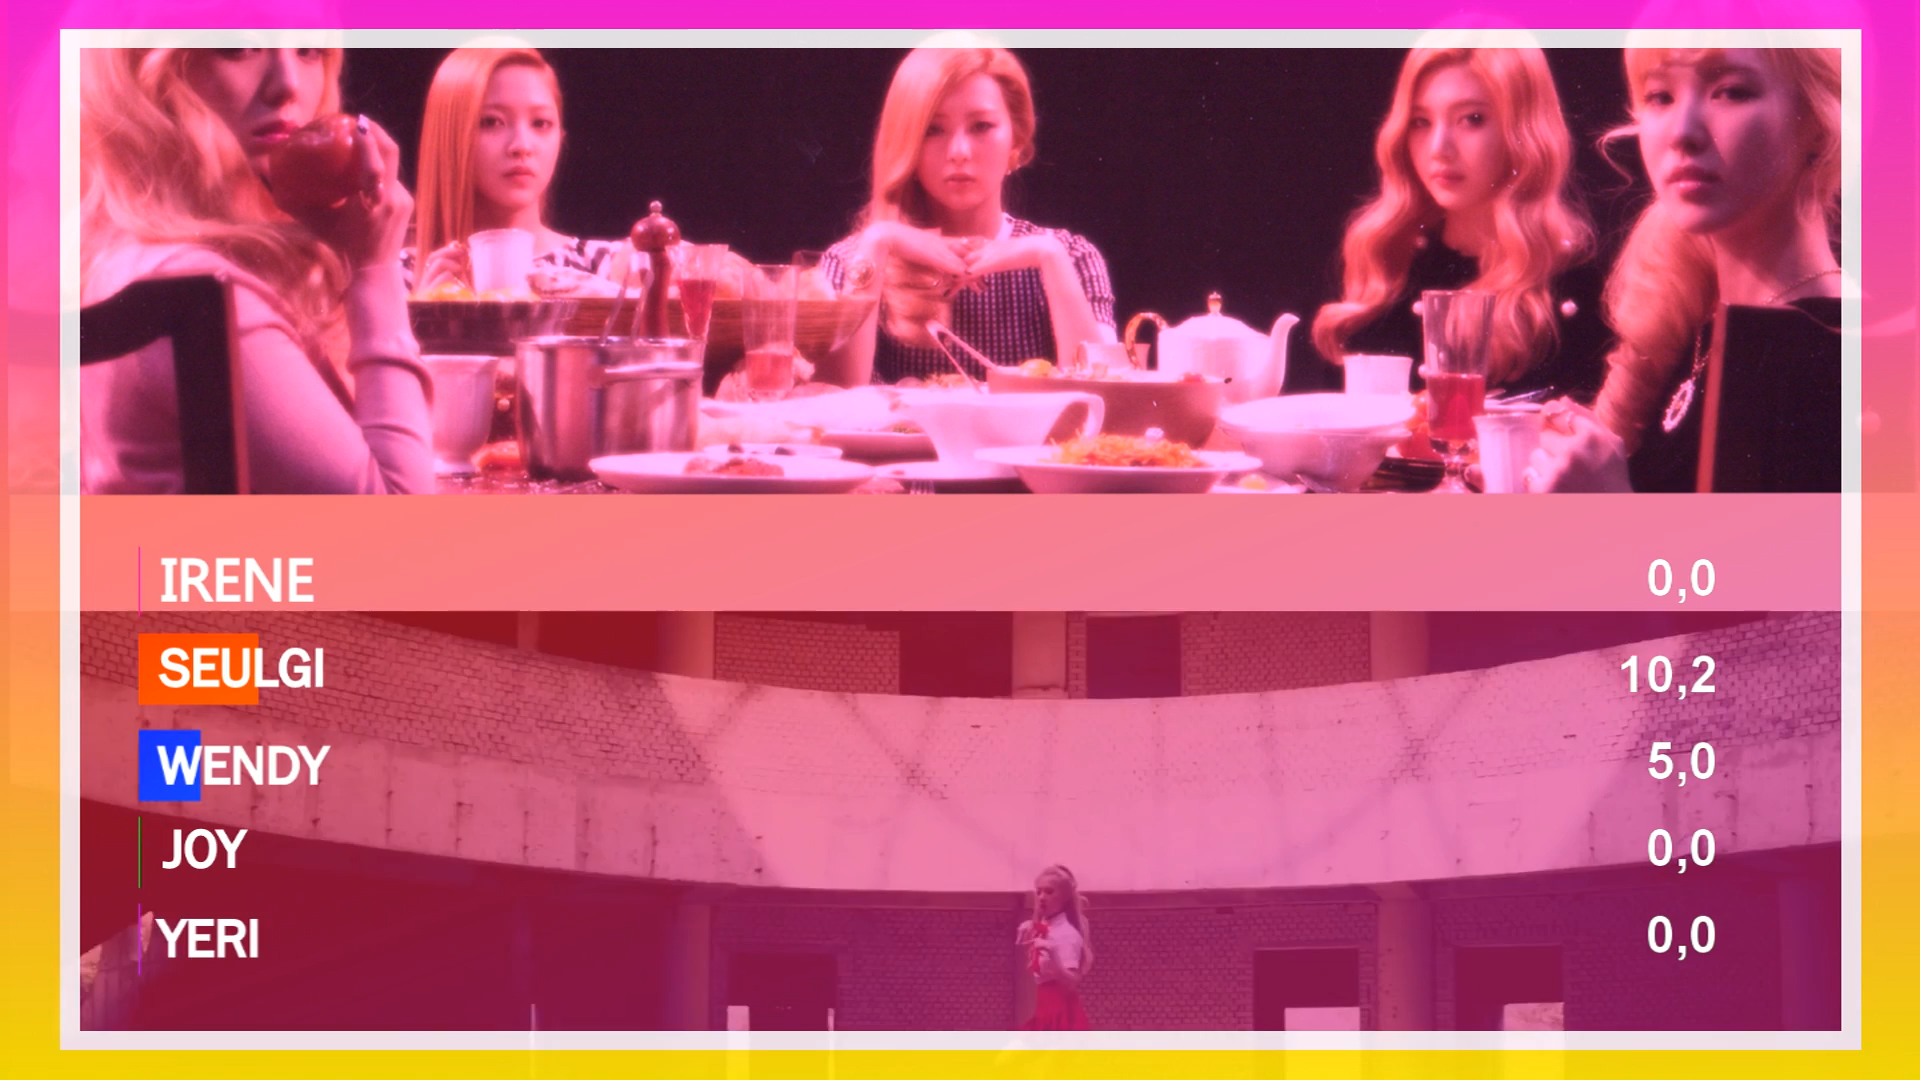 IRENE 0,0
SEULGI 10,2
WENDY 5,0
JOY 0,0
YERI 0,0